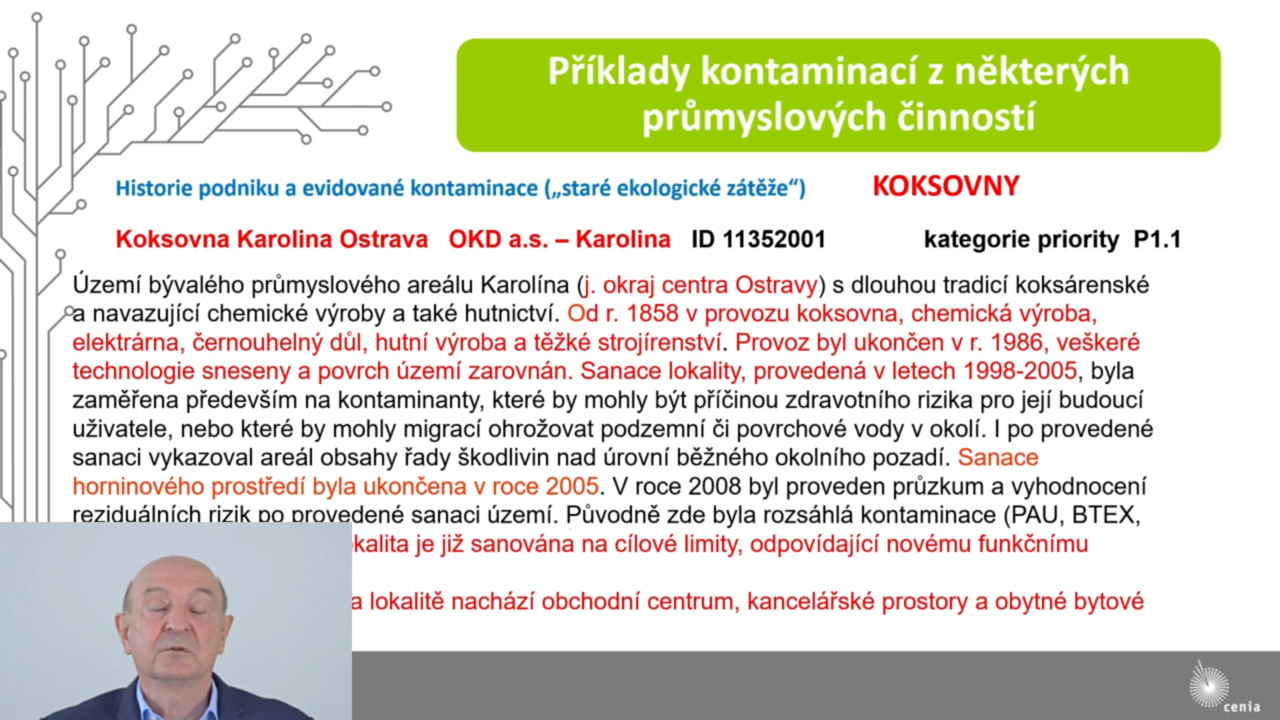 Příklady kontaminací z některých
průmyslových činností
Historie podniku a evidované kontaminace („staré ekologické zátěže“) KOKSOVNY
Koksovna Karolina Ostrava OKD a.s. – Karolina ID 11352001 kategorie priority P1.1
Území bývalého průmyslového areálu Karolína (j. okraj centra Ostravy) s dlouhou tradicí koksárenské
a navazující chemické výroby a také hutnictví. Od r. 1858 v provozu koksovna, chemická výroba,
elektrárna, černouhelný důl, hutní výroba a těžké strojírenství. Provoz byl ukončen v r. 1986, veškeré
technologie sneseny a povrch území zarovnán. Sanace lokality, provedená v letech 1998-2005, byla
zaměřena především na kontaminanty, které by mohly být příčinou zdravotního rizika pro její budoucí
uživatele, nebo které by mohly migrací ohrožovat podzemní či povrchové vody v okolí. I po provedené
sanaci vykazoval areál obsahy řady škodlivin nad úrovní běžného okolního pozadí. Sanace
horninového prostředí byla ukončena v roce 2005. V roce 2008 byl proveden průzkum a vyhodnocení
reziduálních rizik po provedené sanaci území. Původně zde byla rozsáhlá kontaminace (PAU, BTEX,
je již sanována na cílové limity, odpovídající novému funkčnímu
lokalitě nachází obchodní centrum, kancelářské prostory a obytné bytové
cenia